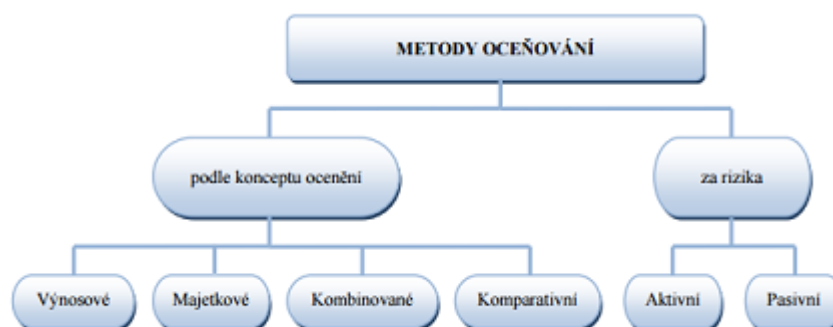 METODY OCEŇOVÁNÍ
podle konceptu ocenění
za rizika
Výnosové
Majetkové
Kombinované
Komparativní
Aktivní
Pasivní